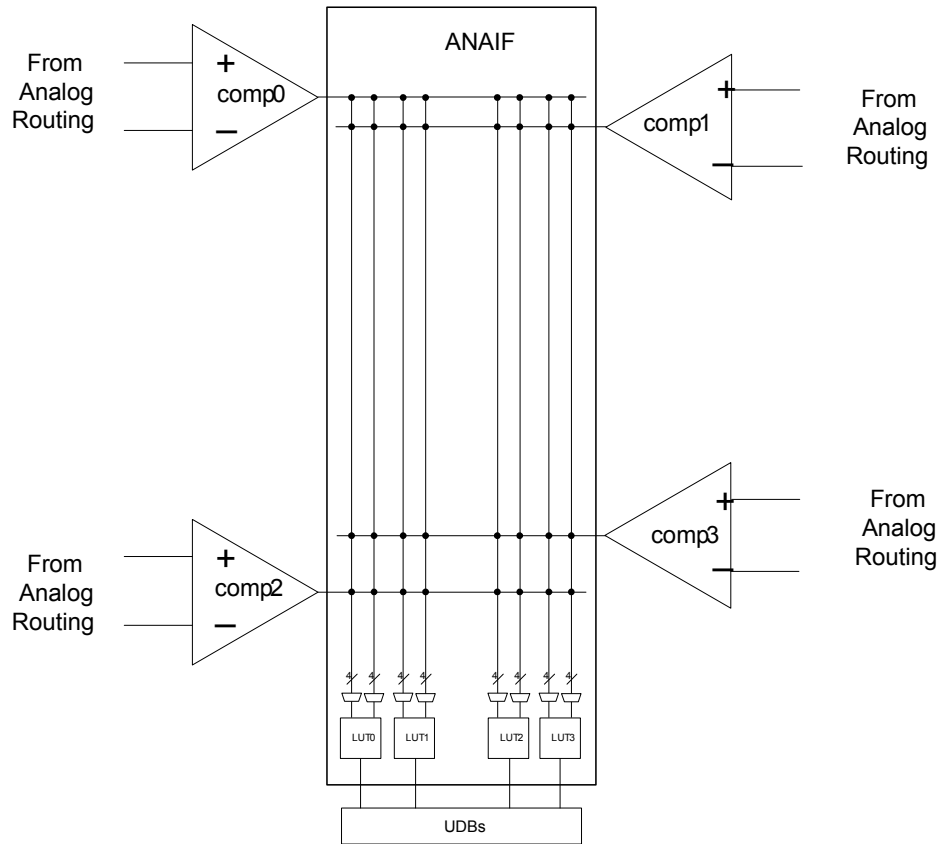 ANAIF
From
Analog
Routing
+
comp0
−
+
comp1
−
From
Analog
Routing
From
Analog
Routing
+
comp2
−
+
comp3
−
From
Analog
Routing
4 4 4 4 4 4 4 4
LUT0 LUT1 LUT2 LUT3
UDBs